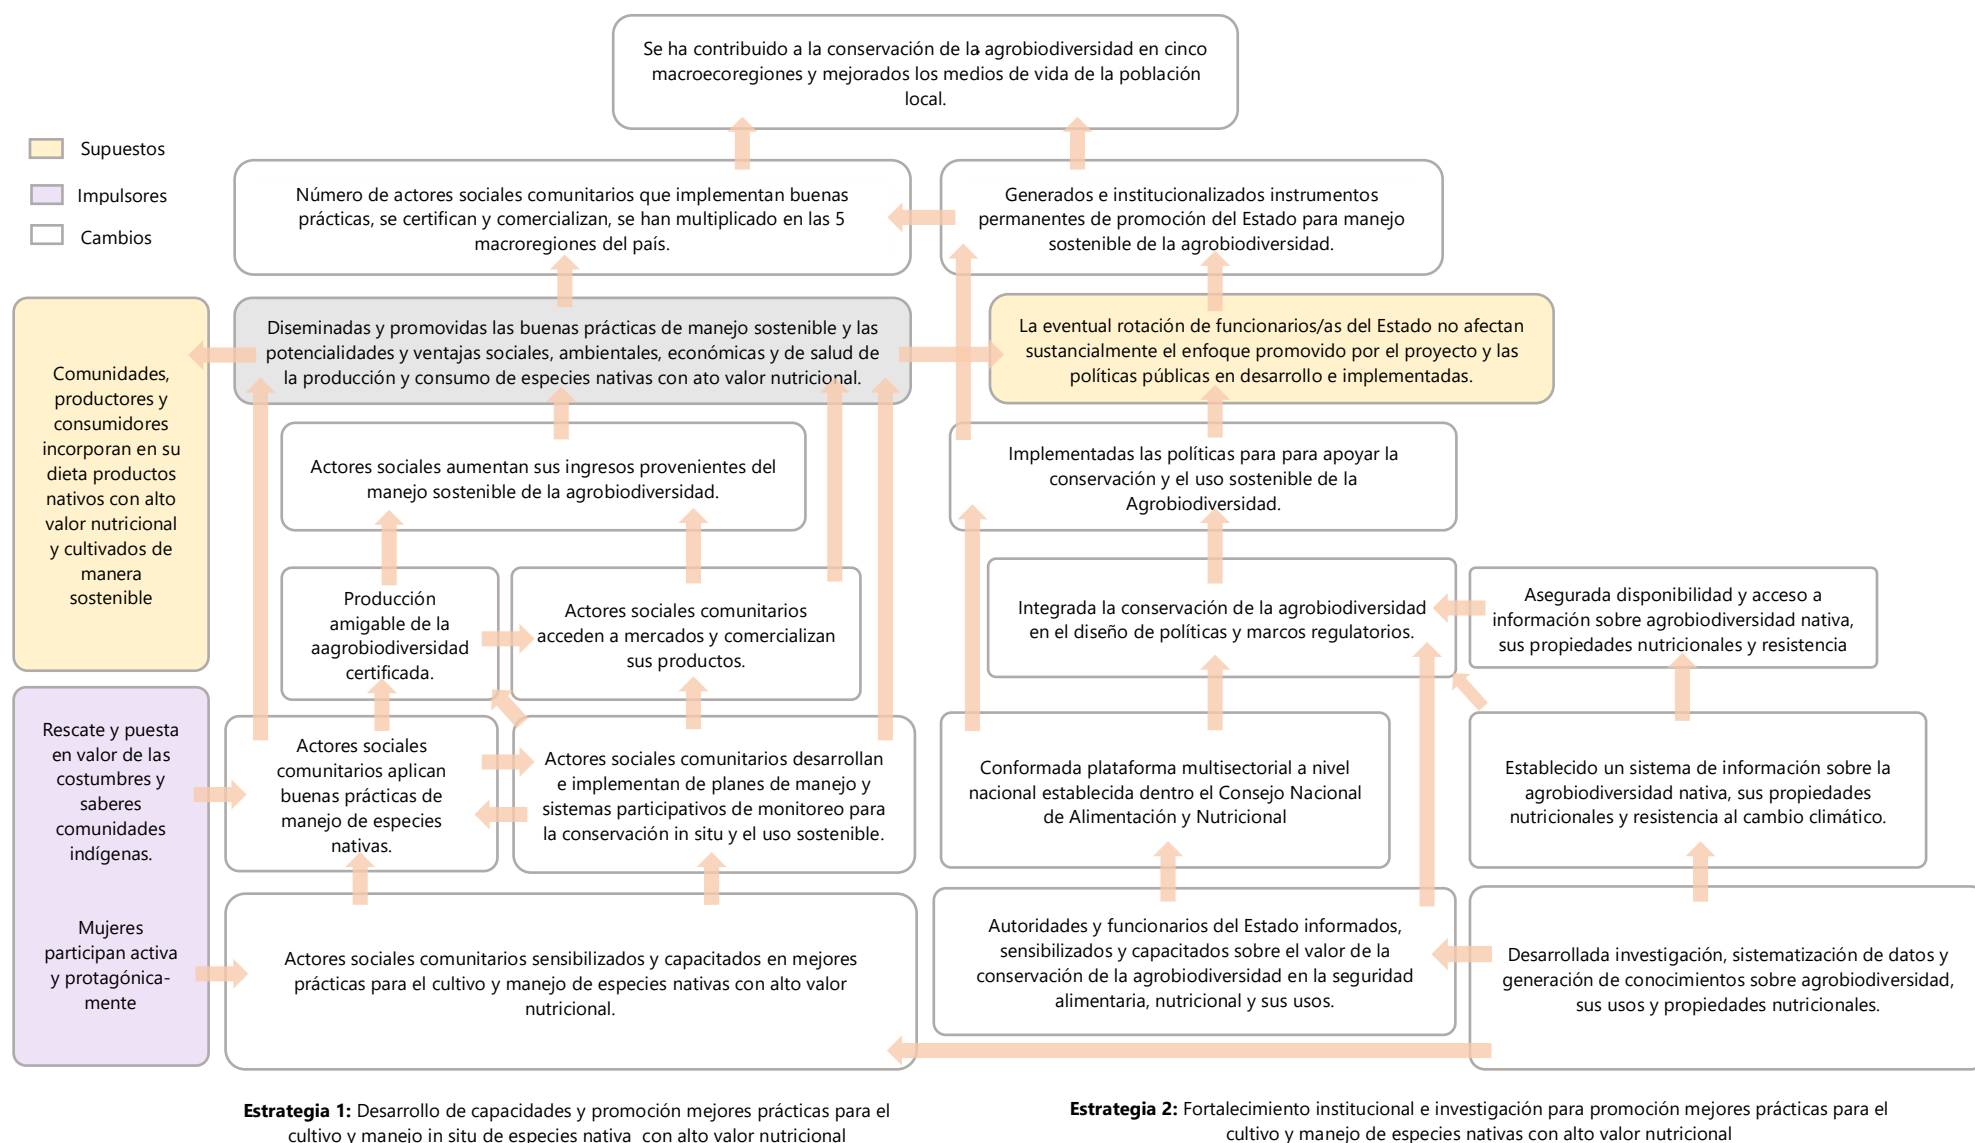 Se ha contribuido a la conservación de la agrobiodiversidad en cinco
macroecoregiones y mejorados los medios de vida de la población
local.
Supuestos
Impulsores
Cambios
Número de actores sociales comunitarios que implementan buenas
prácticas, se certifican y comercializan, se han multiplicado en las 5
macroregiones del país.
Generados e institucionalizados instrumentos
permanentes de promoción del Estado para manejo
sostenible de la agrobiodiversidad.
Comunidades,
productores y
consumidores
incorporan en su
dieta productos
nativos con alto
valor nutricional
y cultivados de
manera
sostenible
Diseminadas y promovidas las buenas prácticas de manejo sostenible y las
potencialidades y ventajas sociales, ambientales, económicas y de salud de
la producción y consumo de especies nativas con ato valor nutricional.
La eventual rotación de funcionarios/as del Estado no afectan
sustancialmente el enfoque promovido por el proyecto y las
políticas públicas en desarrollo e implementadas.
Actores sociales aumentan sus ingresos provenientes del
manejo sostenible de la agrobiodiversidad.
Implementadas las políticas para para apoyar la
conservación y el uso sostenible de la
Agrobiodiversidad.
Producción
amigable de la
aagrobiodiversidad
certificada.
Actores sociales comunitarios
acceden a mercados y comercializan
sus productos.
Integrada la conservación de la agrobiodiversidad
en el diseño de políticas y marcos regulatorios.
Asegurada disponibilidad y acceso a
información sobre agrobiodiversidad nativa,
sus propiedades nutricionales y resistencia
Rescate y puesta
en valor de las
costumbres y
saberes
comunidades
indígenas.
Mujeres
participan activa
y protagónica-
mente
Actores sociales
comunitarios aplican
buenas prácticas de
manejo de especies
nativas.
Actores sociales comunitarios desarrollan
e implementan de planes de manejo y
sistemas participativos de monitoreo para
la conservación in situ y el uso sostenible.
Conformada plataforma multisectorial a nivel
nacional establecida dentro el Consejo Nacional
de Alimentación y Nutricional
Establecido un sistema de información sobre la
agrobiodiversidad nativa, sus propiedades
nutricionales y resistencia al cambio climático.
Actores sociales comunitarios sensibilizados y capacitados en mejores
prácticas para el cultivo y manejo de especies nativas con alto valor
nutricional.
Autoridades y funcionarios del Estado informados,
sensibilizados y capacitados sobre el valor de la
conservación de la agrobiodiversidad en la seguridad
alimentaria, nutricional y sus usos.
Desarrollada investigación, sistematización de datos y
generación de conocimientos sobre agrobiodiversidad,
sus usos y propiedades nutricionales.
Estrategia 1: Desarrollo de capacidades y promoción mejores prácticas para el
cultivo y manejo in situ de especies nativa con alto valor nutricional
Estrategia 2: Fortalecimiento institucional e investigación para promoción mejores prácticas para el
cultivo y manejo de especies nativas con alto valor nutricional